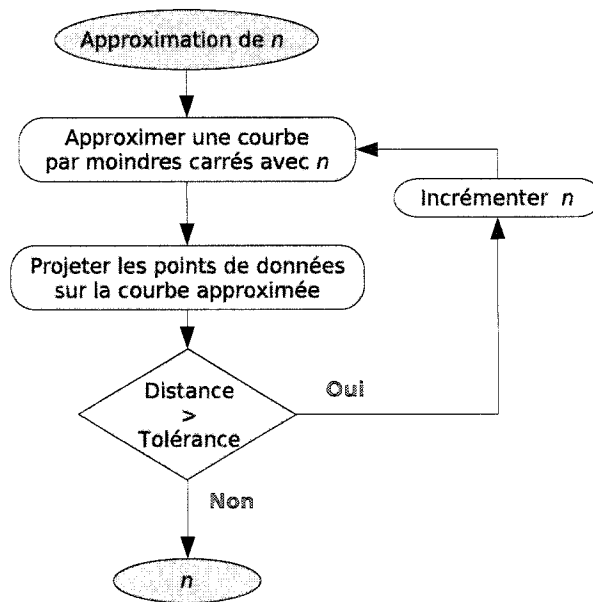 Approximation de n
Approximer une courbe
par moindres carrés avec n
Incrémenter n
Projeter les points de données
sur la courbe approximée
Distance
>
Tolérance
Oui
Non
n